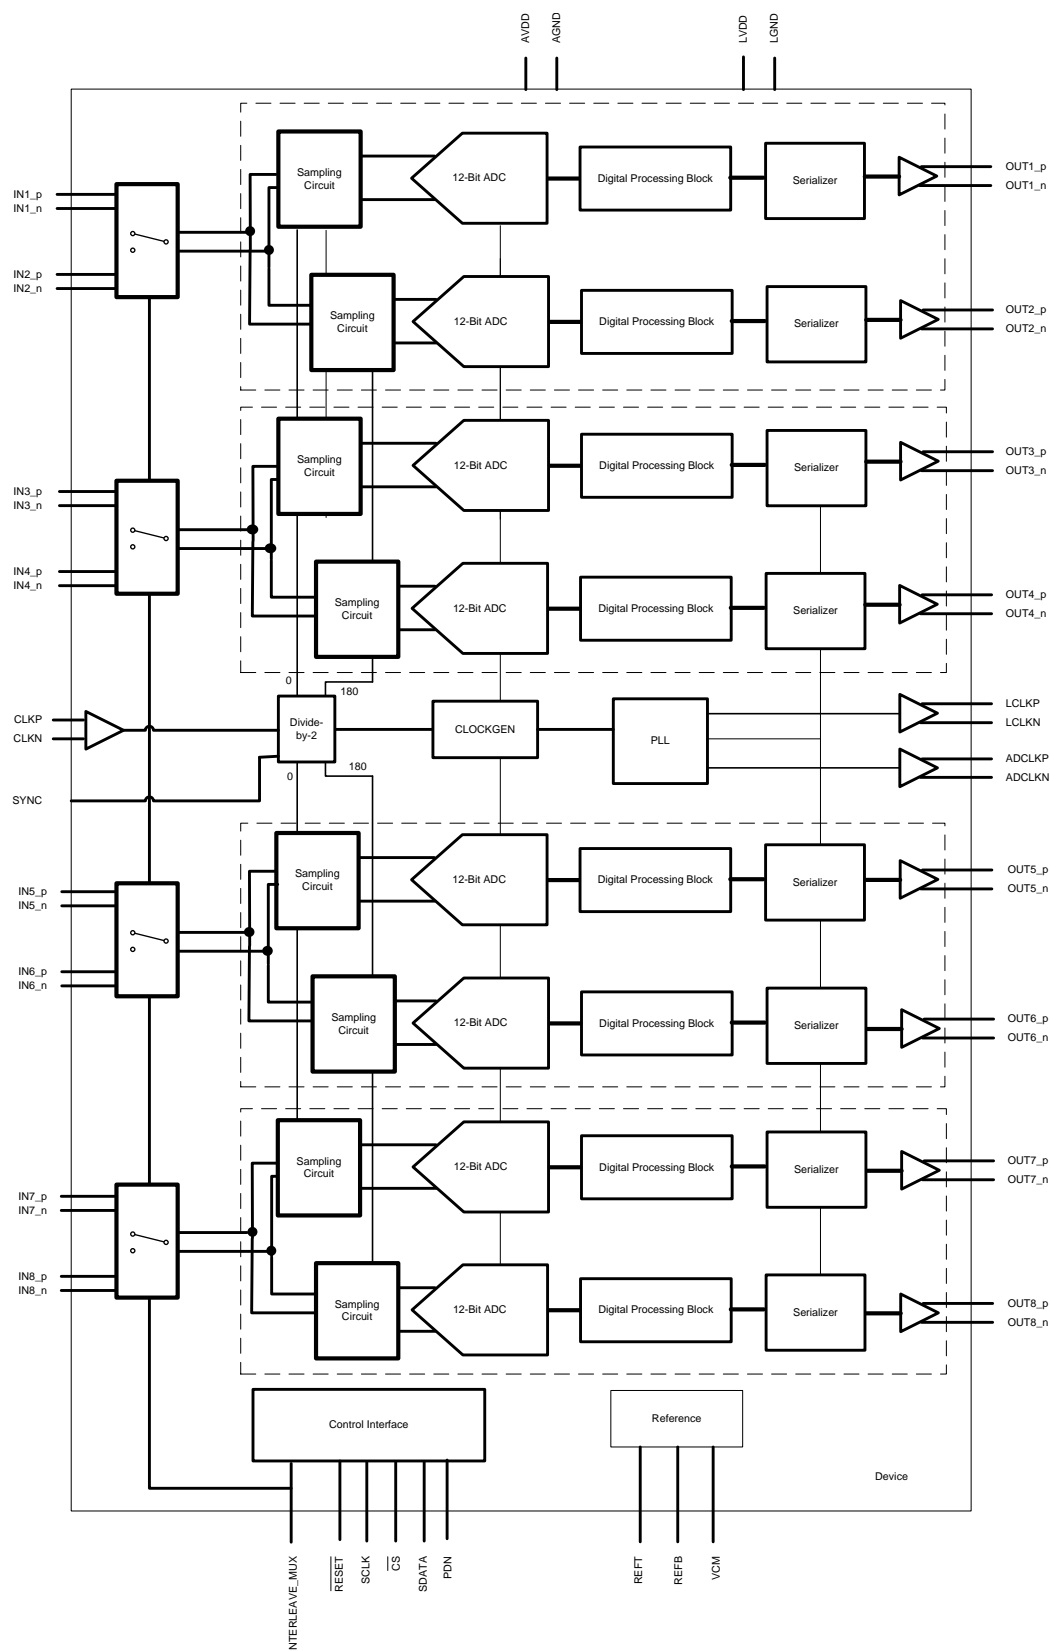 AVDD
AGND
LVDD
LGND
Sampling
Circuit
12-Bit ADC
Digital Processing Block
Serializer
OUT1_p
OUT1_n
IN1_p
IN1_n
IN2_p
IN2_n
Sampling
Circuit
12-Bit ADC
Digital Processing Block
Serializer
OUT2_p
OUT2_n
Sampling
Circuit
12-Bit ADC
Digital Processing Block
Serializer
OUT3_p
OUT3_n
IN3_p
IN3_n
IN4_p
IN4_n
Sampling
Circuit
12-Bit ADC
Digital Processing Block
Serializer
OUT4_p
OUT4_n
0
180
CLKP
CLKN
Divide-
by-2
CLOCKGEN
PLL
LCLKP
LCLKN
ADCLKP
ADCLKN
0
180
SYNC
Sampling
Circuit
12-Bit ADC
Digital Processing Block
Serializer
OUT5_p
OUT5_n
IN5_p
IN5_n
IN6_p
IN6_n
Sampling
Circuit
12-Bit ADC
Digital Processing Block
Serializer
OUT6_p
OUT6_n
Sampling
Circuit
12-Bit ADC
Digital Processing Block
Serializer
OUT7_p
OUT7_n
IN7_p
IN7_n
IN8_p
IN8_n
Sampling
Circuit
12-Bit ADC
Digital Processing Block
Serializer
OUT8_p
OUT8_n
Control Interface
Reference
Device
NTERLEAVE_MUX
RESET
SCLK
CS
SDATA
PDN
REFT
REFB
VCM